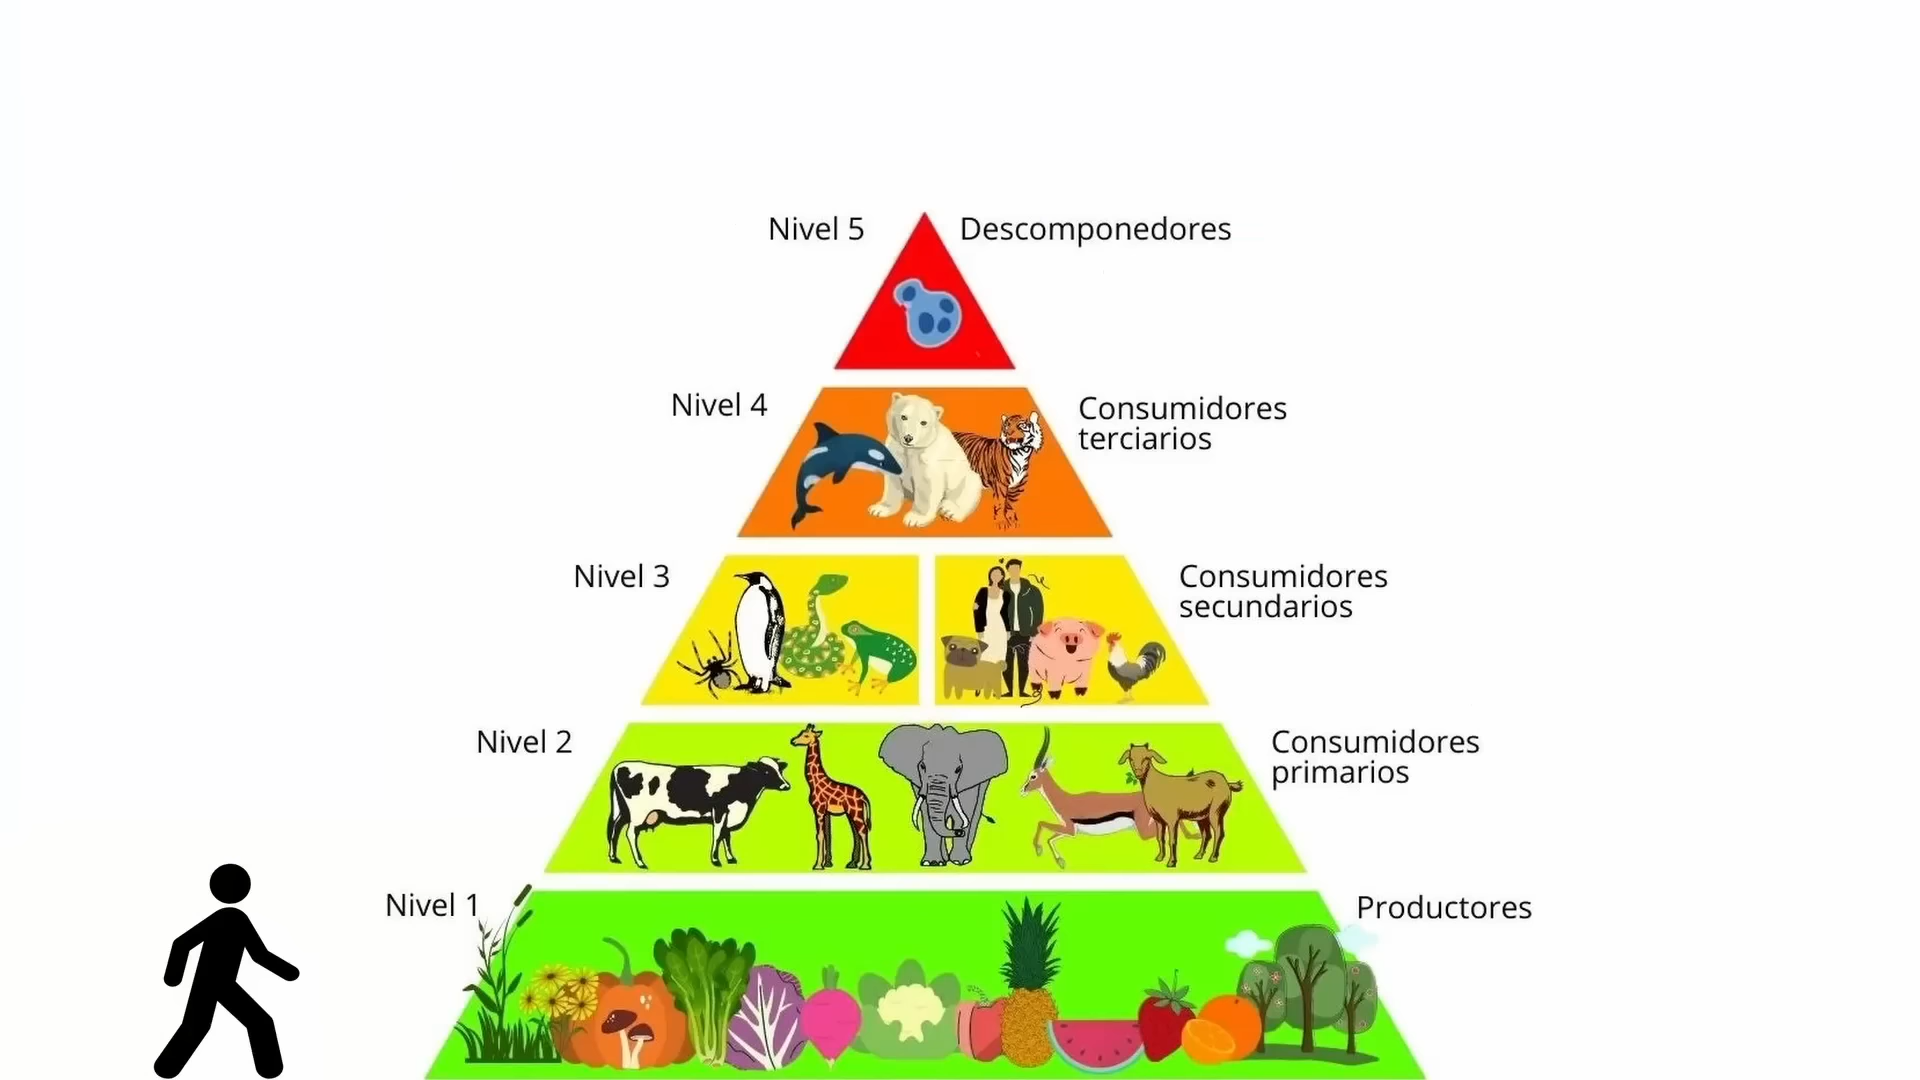 Nivel 5
Descomponedores
Nivel 4
Consumidores
terciarios
Nivel 3
Consumidores
secundarios
Nivel 2
Consumidores
primarios
Nivel 1
Productores